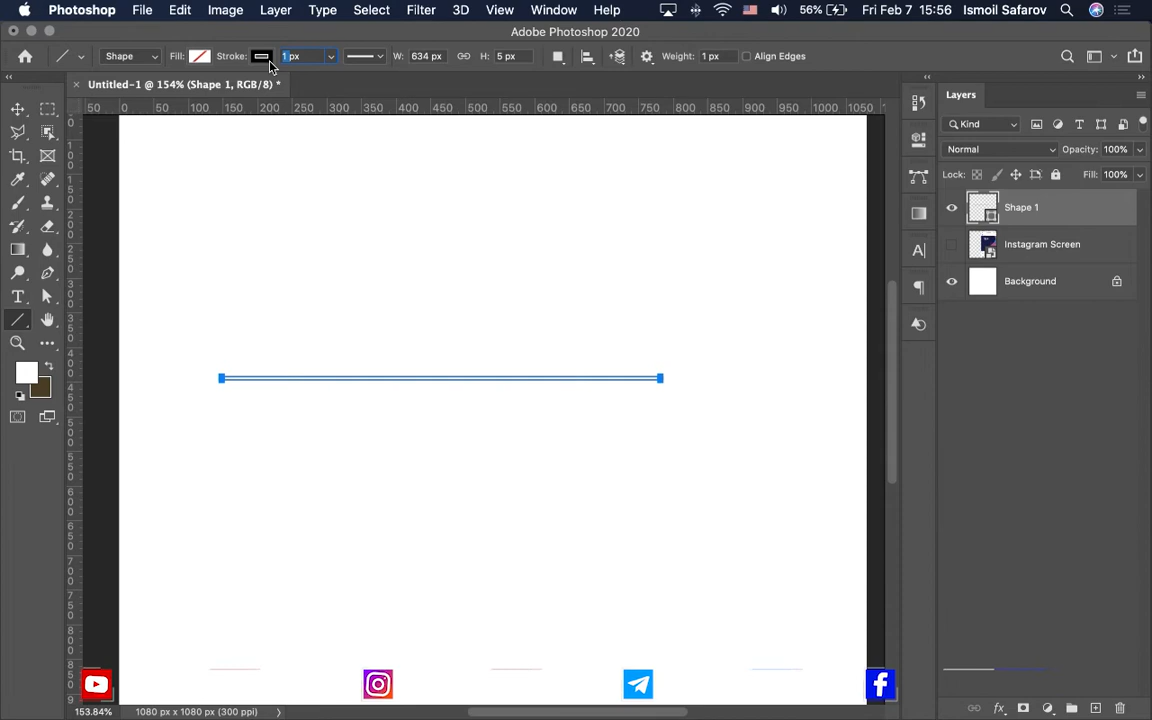 Photoshop File Edit Image Layer Type Select Filter 3D View Window Help 56% Fri Feb 7 15:56 Ismoil Safarov
Adobe Photoshop 2020
Shape Fill: Stroke: 1 px W: 634 px H: 5 px Weight: 1 px Align Edges
Untitled-1 @ 154% (Shape 1, RGB/8) *
50 0 50 100 150 200 250 300 350 400 450 500 550 600 650 700 750 800 850 900 950 1000 1050
Layers
Kind
Normal Opacity: 100%
Lock: Fill: 100%
Shape 1
Instagram Screen
Background
153.84% 1080 px x 1080 px (300 ppi)